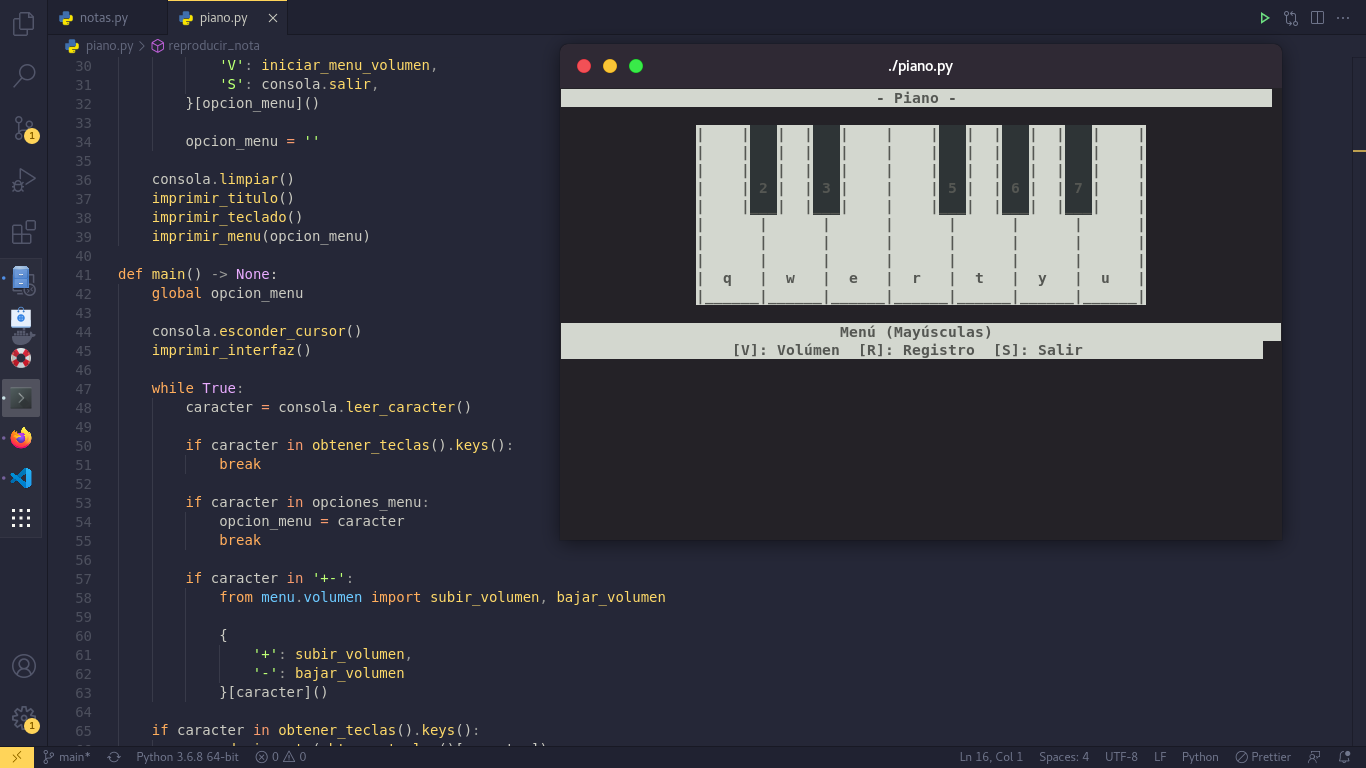 notas.py
piano.py
piano.py
reproducir_nota
30 'V': iniciar_menu_volumen,
31 'S': consola.salir,
32 }[opcion_menu]()
33
34 opcion_menu = ''
35
36 consola.limpiar()
37 imprimir_titulo()
38 imprimir_teclado()
39 imprimir_menu(opcion_menu)
40
41 def main() -> None:
42 global opcion_menu
43
44 consola.esconder_cursor()
45 imprimir_interfaz()
46
47 while True:
48 caracter = consola.leer_caracter()
49
50 if caracter in obtener_teclas().keys():
51 break
52
53 if caracter in opciones_menu:
54 opcion_menu = caracter
55 break
56
57 if caracter in '+-':
58 from menu.volumen import subir_volumen, bajar_volumen
59
60 {
61 '+': subir_volumen,
62 '-': bajar_volumen
63 }[caracter]()
64
65 if caracter in obtener_teclas().keys():
./piano.py
- Piano -
2 3 5 6 7
q w e r t y u
Menú (Mayúsculas)
[V]: Volúmen [R]: Registro [S]: Salir
1
1
main*
Python 3.6.8 64-bit
0
0
Ln 16, Col 1
Spaces: 4
UTF-8
LF
Python
Prettier